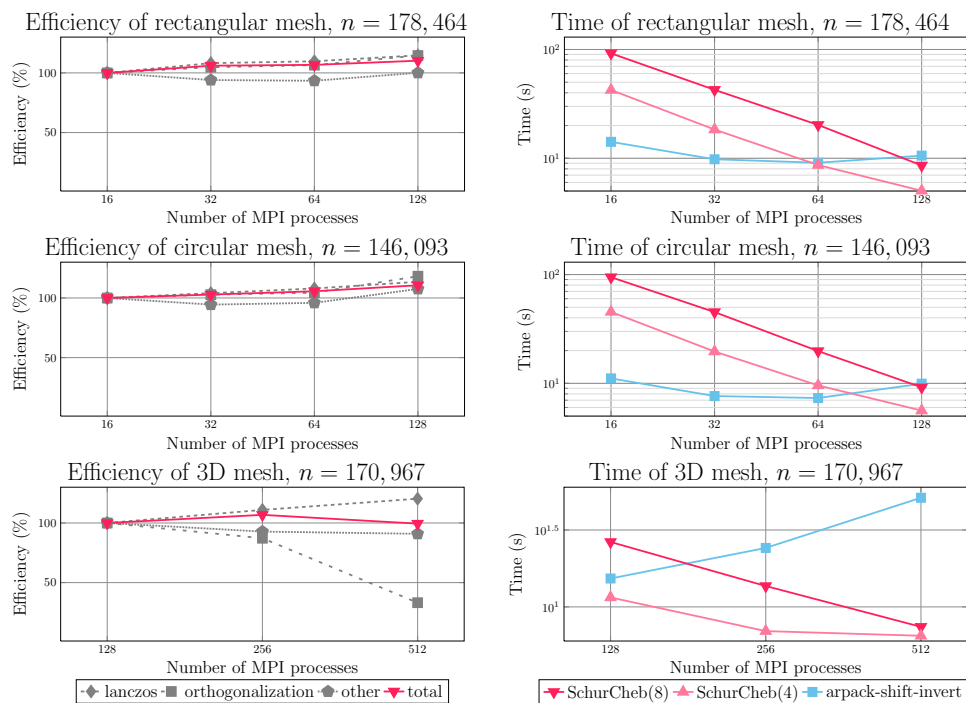 Efficiency of rectangular mesh, n = 178,464
Efficiency (%)
100
50
16 32 64 128
Number of MPI processes
Time of rectangular mesh, n = 178,464
Time (s)
10^2
10^1
16 32 64 128
Number of MPI processes
Efficiency of circular mesh, n = 146,093
Efficiency (%)
100
50
16 32 64 128
Number of MPI processes
Time of circular mesh, n = 146,093
Time (s)
10^2
10^1
16 32 64 128
Number of MPI processes
Efficiency of 3D mesh, n = 170,967
Efficiency (%)
100
50
128 256 512
Number of MPI processes
lanczos orthogonalization other total
Time of 3D mesh, n = 170,967
Time (s)
10^1.5
10^1
128 256 512
Number of MPI processes
SchurCheb(8) SchurCheb(4) arpack-shift-invert